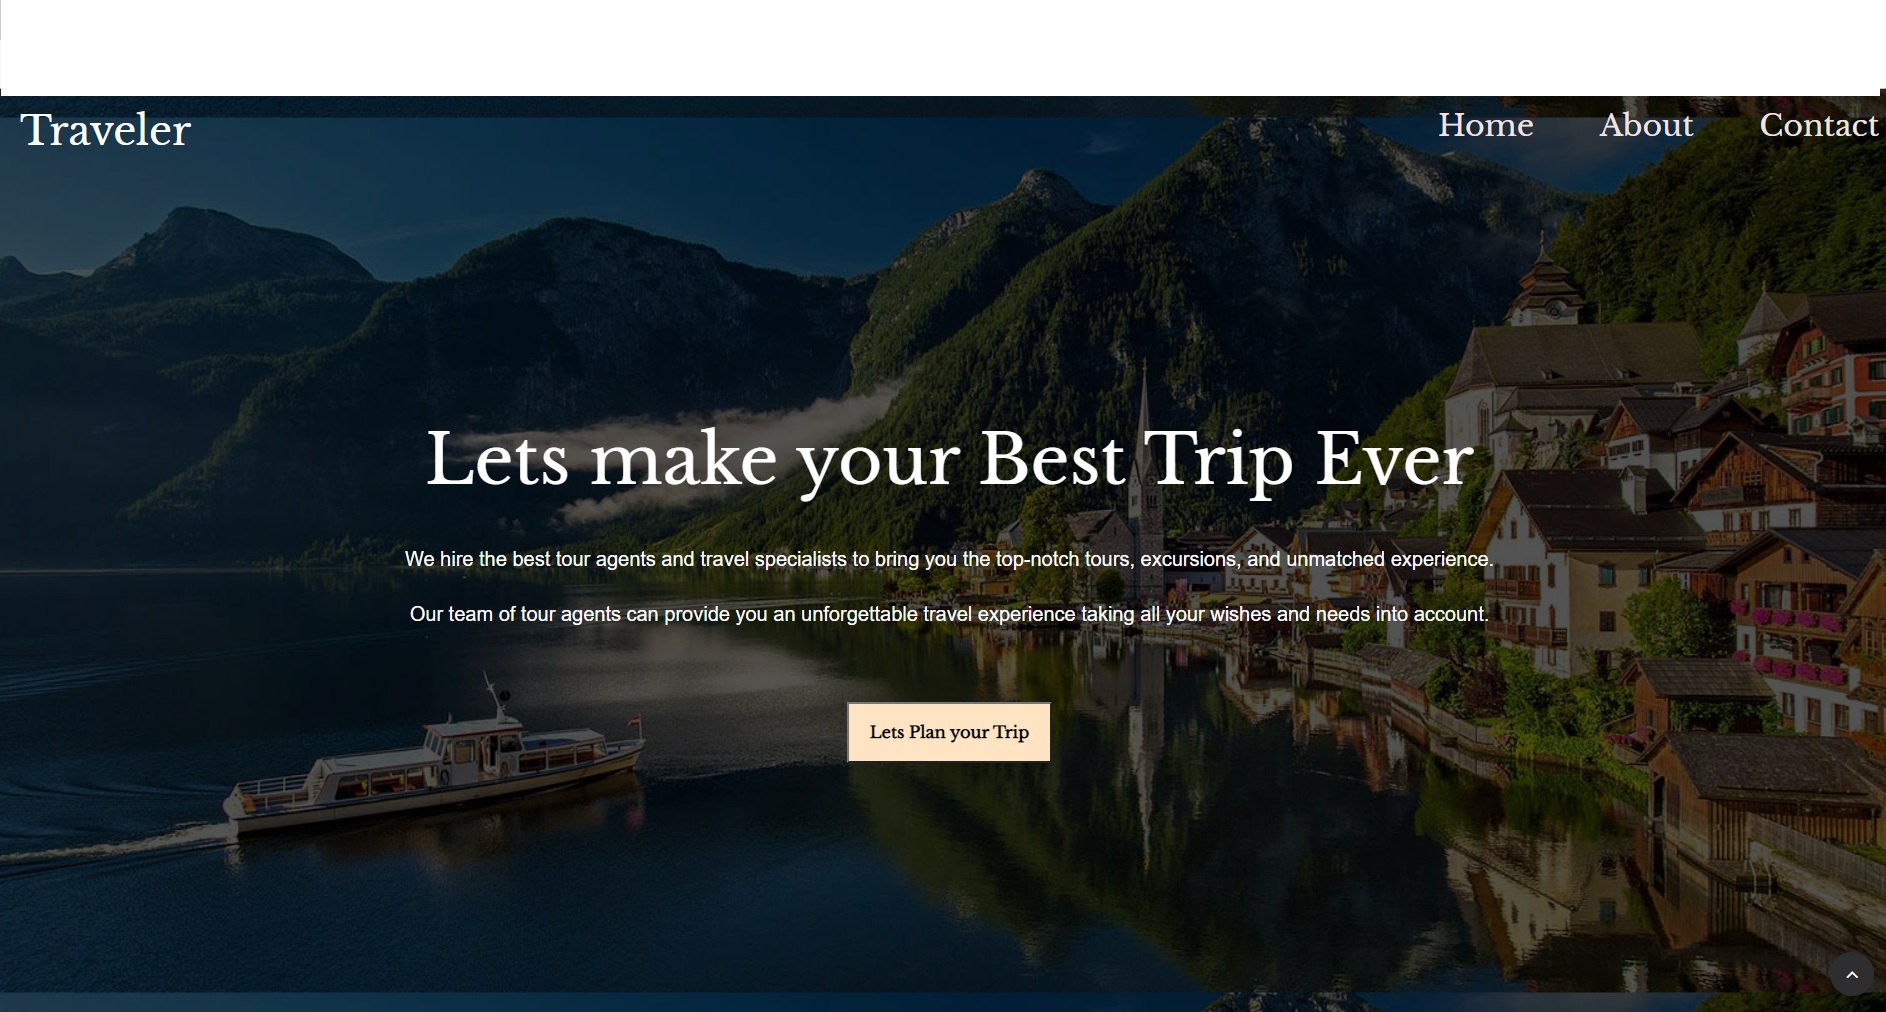 Traveler
Home About Contact
Lets make your Best Trip Ever
We hire the best tour agents and travel specialists to bring you the top-notch tours, excursions, and unmatched experience.
Our team of tour agents can provide you an unforgettable travel experience taking all your wishes and needs into account.
Lets Plan your Trip